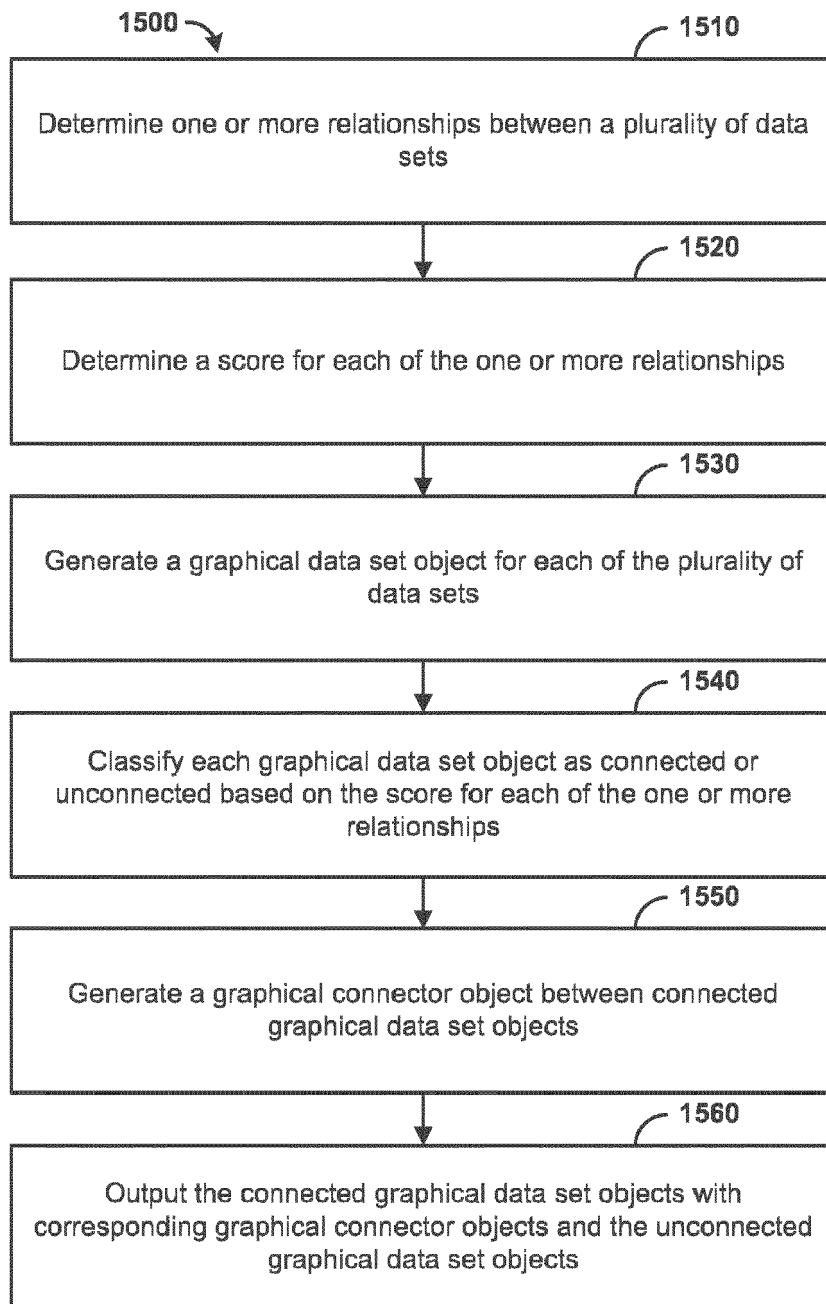 1500
1510
Determine one or more relationships between a plurality of data
sets
1520
Determine a score for each of the one or more relationships
1530
Generate a graphical data set object for each of the plurality of
data sets
1540
Classify each graphical data set object as connected or
unconnected based on the score for each of the one or more
relationships
1550
Generate a graphical connector object between connected
graphical data set objects
1560
Output the connected graphical data set objects with
corresponding graphical connector objects and the unconnected
graphical data set objects